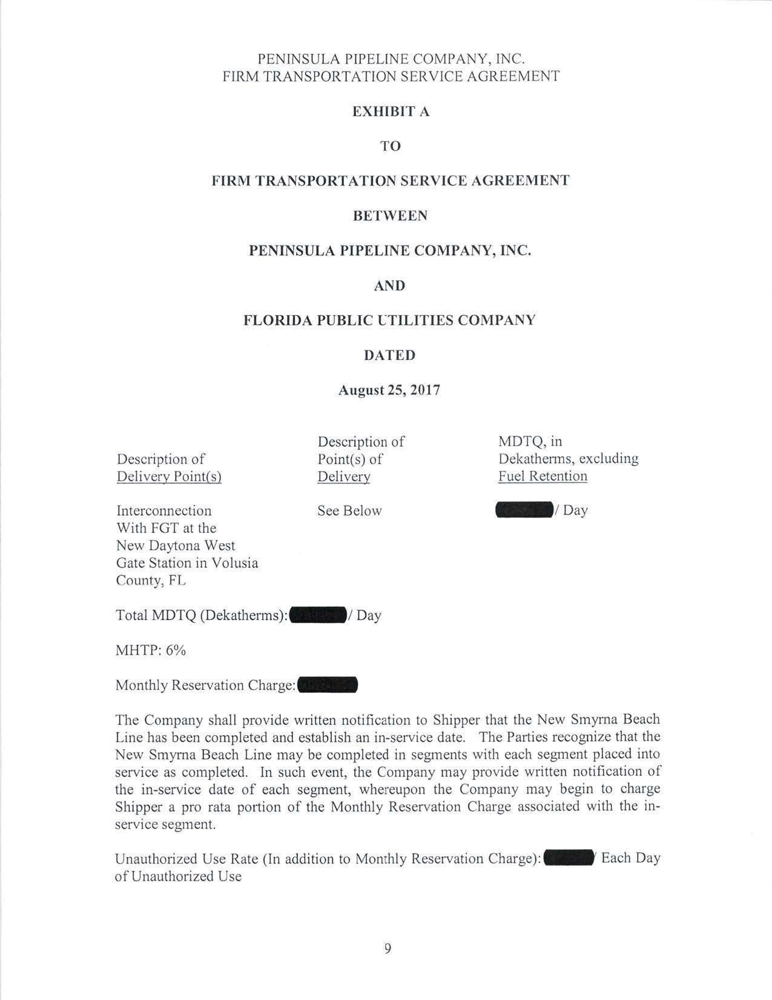 PENINSULA PIPELINE COMPANY, INC.
FIRM TRANSPORTATION SERVICE AGREEMENT
EXHIBIT A
TO
FIRM TRANSPORTATION SERVICE AGREEMENT
BETWEEN
PENINSULA PIPELINE COMPANY, INC.
AND
FLORIDA PUBLIC UTILITIES COMPANY
DATED
August 25, 2017
Description of
Delivery Point(s)
Description of
Point(s) of
Delivery
MDTQ, in
Dekatherms, excluding
Fuel Retention
Interconnection
With FGT at the
New Daytona West
Gate Station in Volusia
County, FL
See Below
/ Day
Total MDTQ (Dekatherms): / Day
MHTP: 6%
Monthly Reservation Charge:
The Company shall provide written notification to Shipper that the New Smyrna Beach
Line has been completed and establish an in-service date. The Parties recognize that the
New Smyrna Beach Line may be completed in segments with each segment placed into
service as completed. In such event, the Company may provide written notification of
the in-service date of each segment, whereupon the Company may begin to charge
Shipper a pro rata portion of the Monthly Reservation Charge associated with the in-
service segment.
Unauthorized Use Rate (In addition to Monthly Reservation Charge): / Each Day
of Unauthorized Use
9